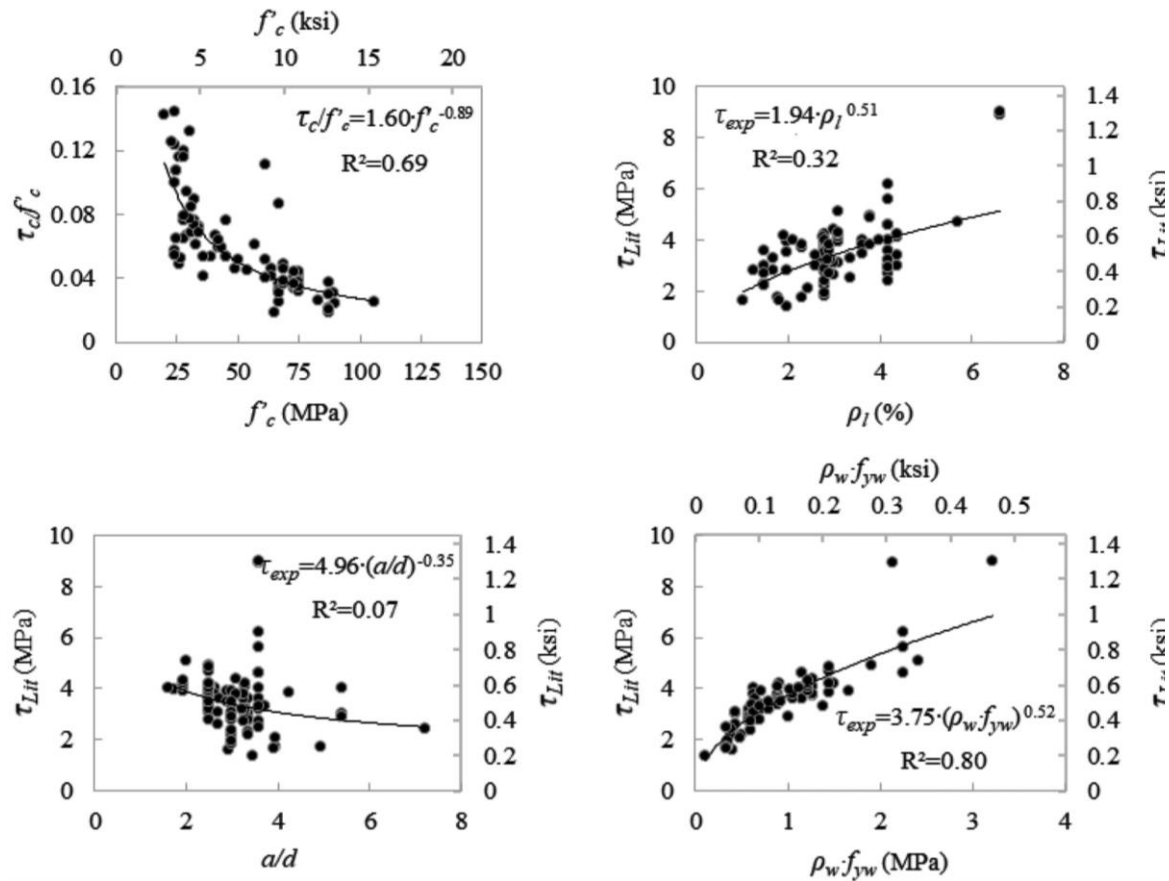 f'c (ksi)
0 5 10 15 20
0.16
0.12
0.08
0.04
0
τc/f'c
τc/f'c=1.60·f'c^-0.89
R²=0.69
0 25 50 75 100 125 150
f'c (MPa)
10
8
6
4
2
0
τLit (MPa)
τexp=1.94·ρl^0.51
R²=0.32
1.4
1.2
1
0.8
0.6
0.4
0.2
0
τLit (ksi)
0 2 4 6 8
ρl (%)
10
8
6
4
2
0
τLit (MPa)
τexp=4.96·(a/d)^-0.35
R²=0.07
1.4
1.2
1
0.8
0.6
0.4
0.2
0
τLit (ksi)
0 2 4 6 8
a/d
ρw·fyw (ksi)
0 0.1 0.2 0.3 0.4 0.5
10
8
6
4
2
0
τLit (MPa)
τexp=3.75·(ρw·fyw)^0.52
R²=0.80
1.4
1.2
1
0.8
0.6
0.4
0.2
0
τLit (ksi)
0 1 2 3 4
ρw·fyw (MPa)